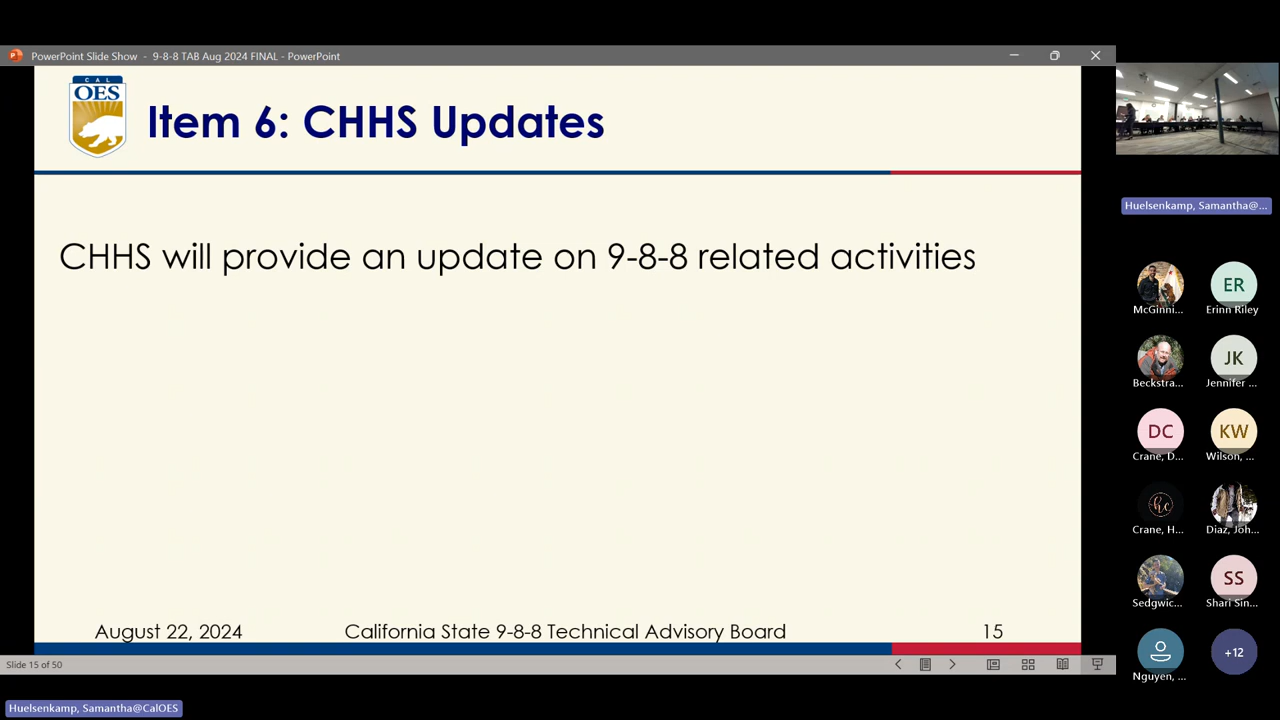 PowerPoint Slide Show - 9-8-8 TAB Aug 2024 FINAL - PowerPoint
CAL
OES
Item 6: CHHS Updates
CHHS will provide an update on 9-8-8 related activities
August 22, 2024
California State 9-8-8 Technical Advisory Board
15
Slide 15 of 50
Huelsenkamp, Samantha@CalOES
Huelsenkamp, Samantha@...
McGinni...
ER
Erinn Riley
Beckstra...
JK
Jennifer ...
DC
Crane, D...
KW
Wilson, ...
hc
Crane, H...
Diaz, Joh...
Sedgwic...
SS
Shari Sin...
Nguyen, ...
+12